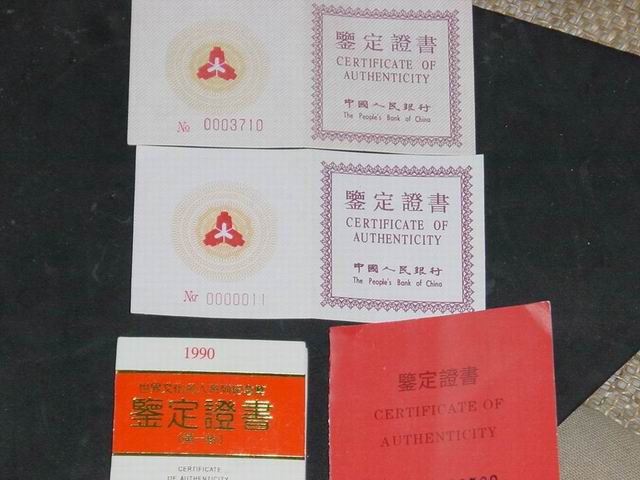 鑒定證書
CERTIFICATE OF
AUTHENTICITY
中國人民銀行
The People's Bank of China
№ 0003710
鑒定證書
CERTIFICATE OF
AUTHENTICITY
中國人民銀行
The People's Bank of China
№ 0000011
1990
鑒定證書
CERTIFICATE
OF AUTHENTICITY
鑒定證書
CERTIFICATE OF
AUTHENTICITY